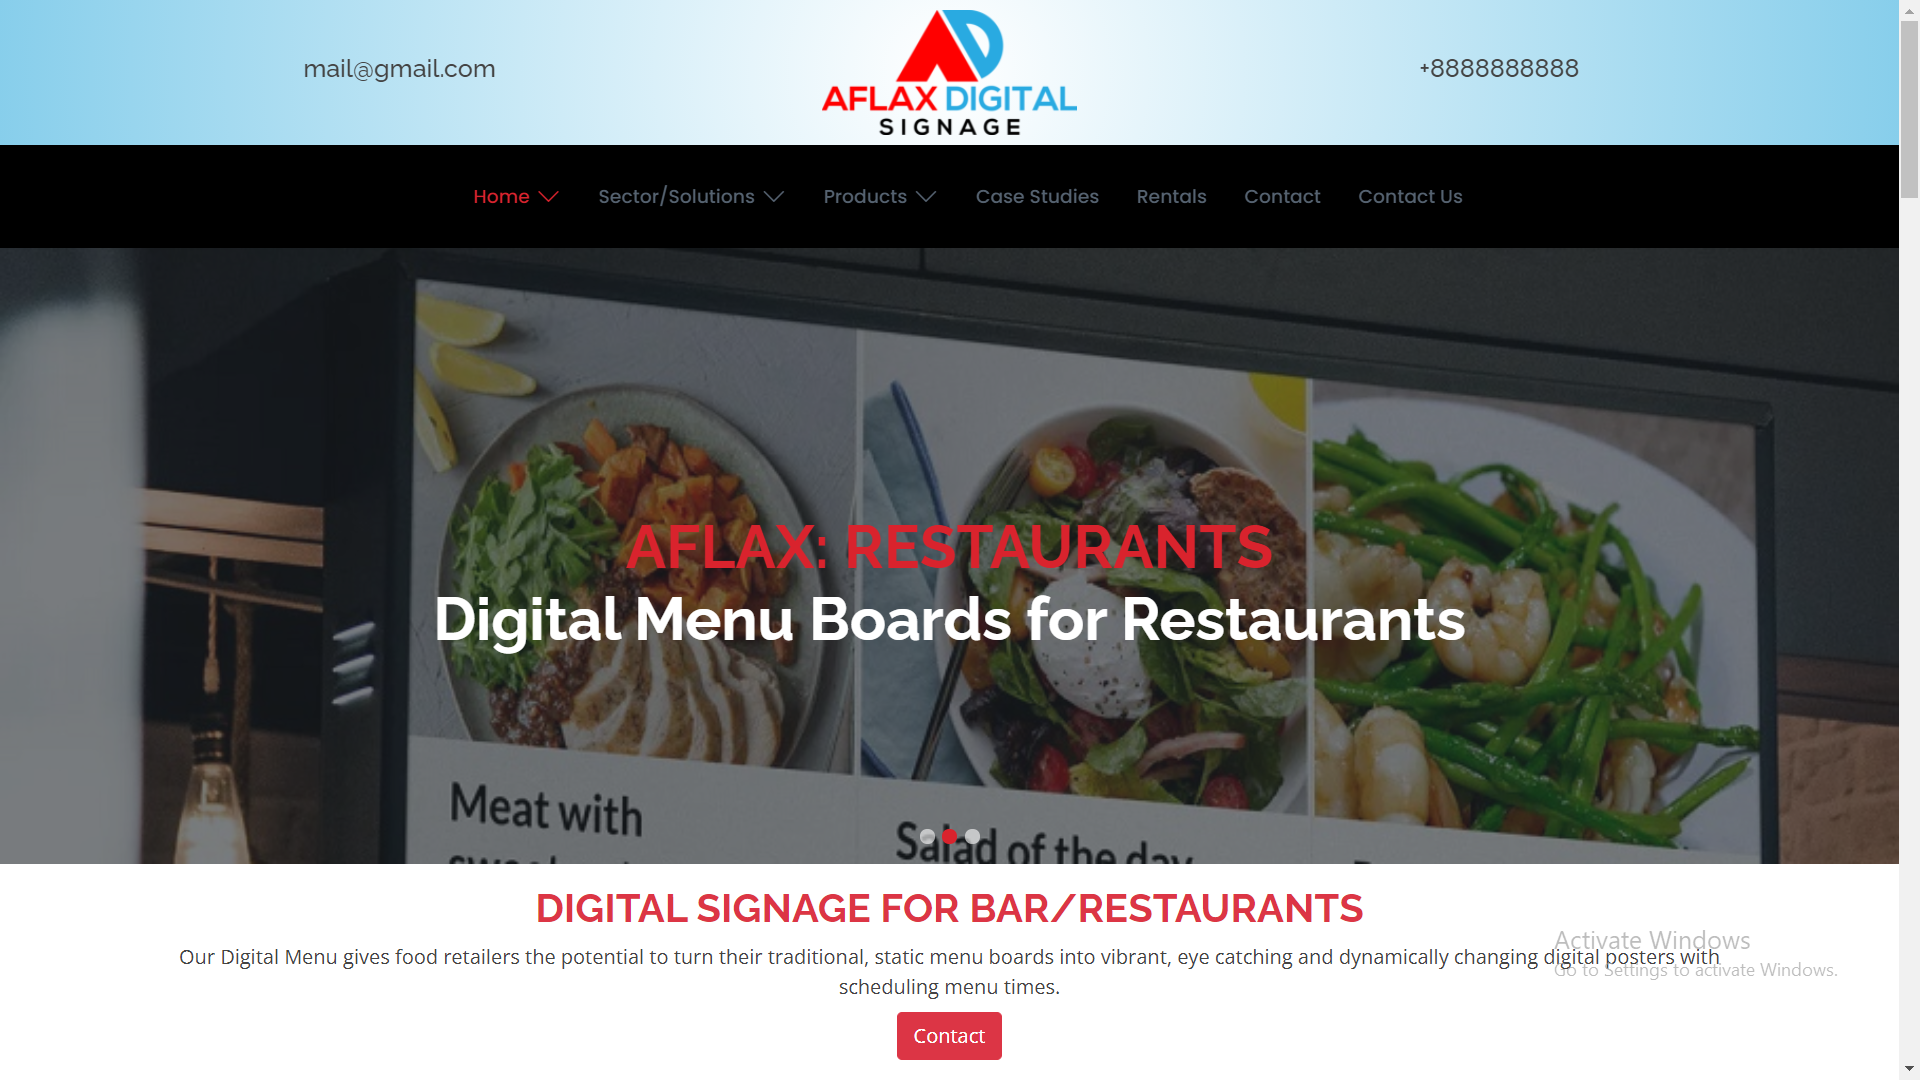 mail@gmail.com
AFLAX DIGITAL
SIGNAGE
+8888888888
Home
Sector/Solutions
Products
Case Studies
Rentals
Contact
Contact Us
AFLAX: RESTAURANTS
Digital Menu Boards for Restaurants
Meat with
Salad of the day
DIGITAL SIGNAGE FOR BAR/RESTAURANTS
Our Digital Menu gives food retailers the potential to turn their traditional, static menu boards into vibrant, eye catching and dynamically changing digital posters with
scheduling menu times.
Contact
Activate Windows
Go to Settings to activate Windows.